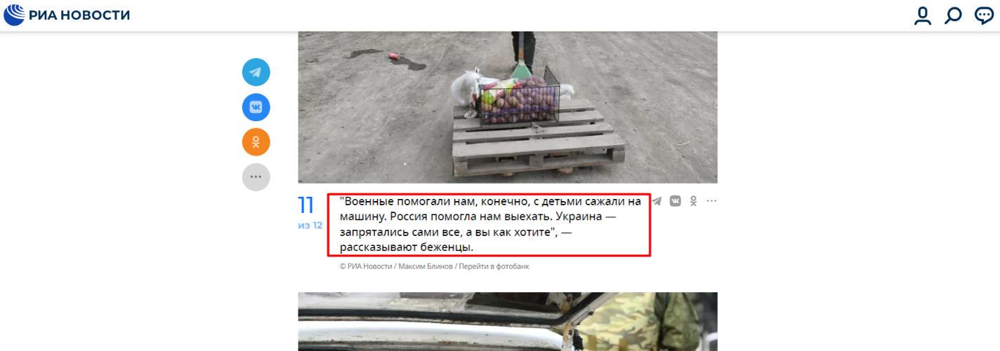 РИА НОВОСТИ
11
из 12
"Военные помогали нам, конечно, с детьми сажали на
машину. Россия помогла нам выехать. Украина —
запрятались сами все, а вы как хотите", —
рассказывают беженцы.
© РИА Новости / Максим Блинов / Перейти в фотобанк